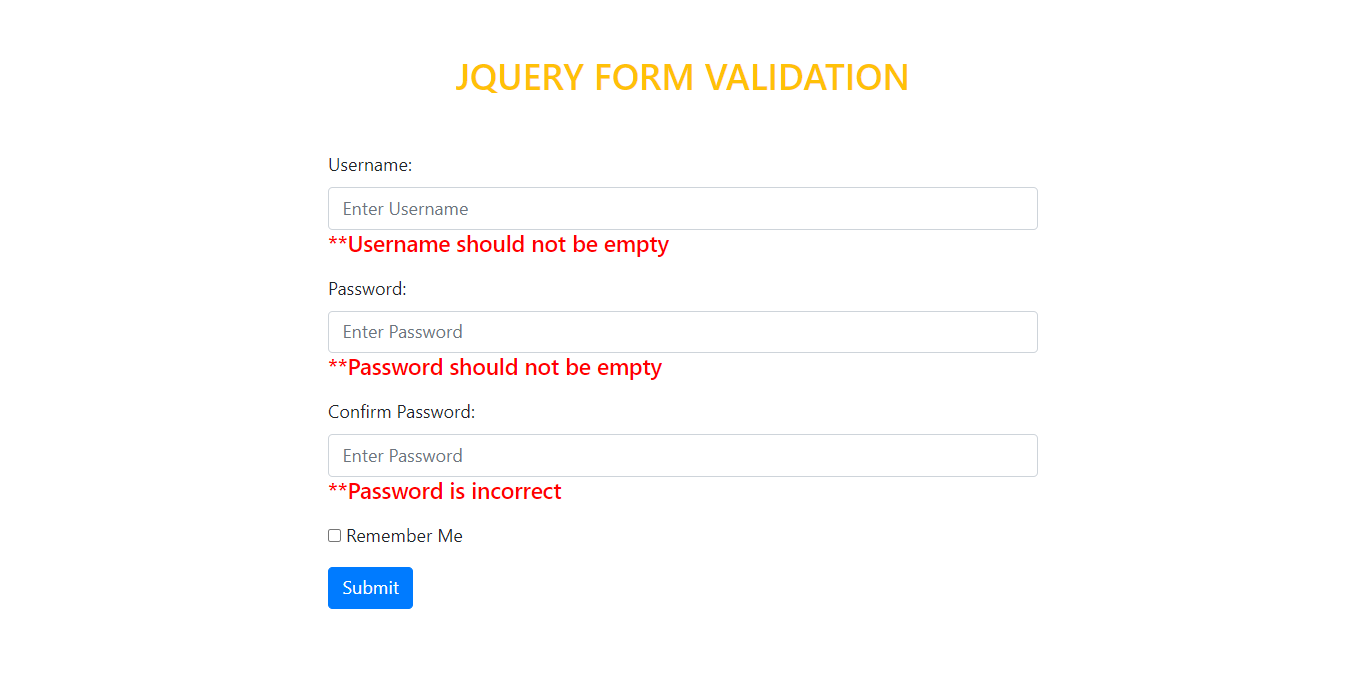 JQUERY FORM VALIDATION
Username:
Enter Username
**Username should not be empty
Password:
Enter Password
**Password should not be empty
Confirm Password:
Enter Password
**Password is incorrect
Remember Me
Submit